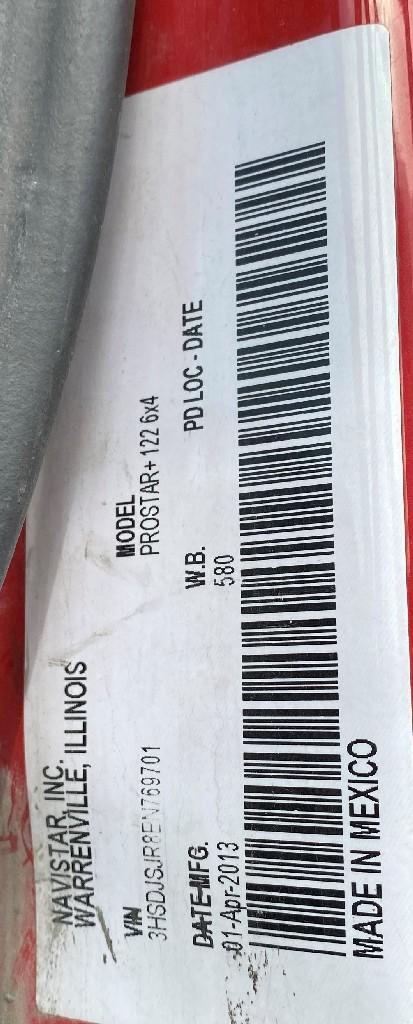 NAVISTAR, INC.
WARRENVILLE, ILLINOIS
VIN
3HSDJSJR8EN769701
MODEL
PROSTAR+ 122 6x4
DATE-MFG.
01-Apr-2013
W.B.
580
PD LOC - DATE
MADE IN MEXICO